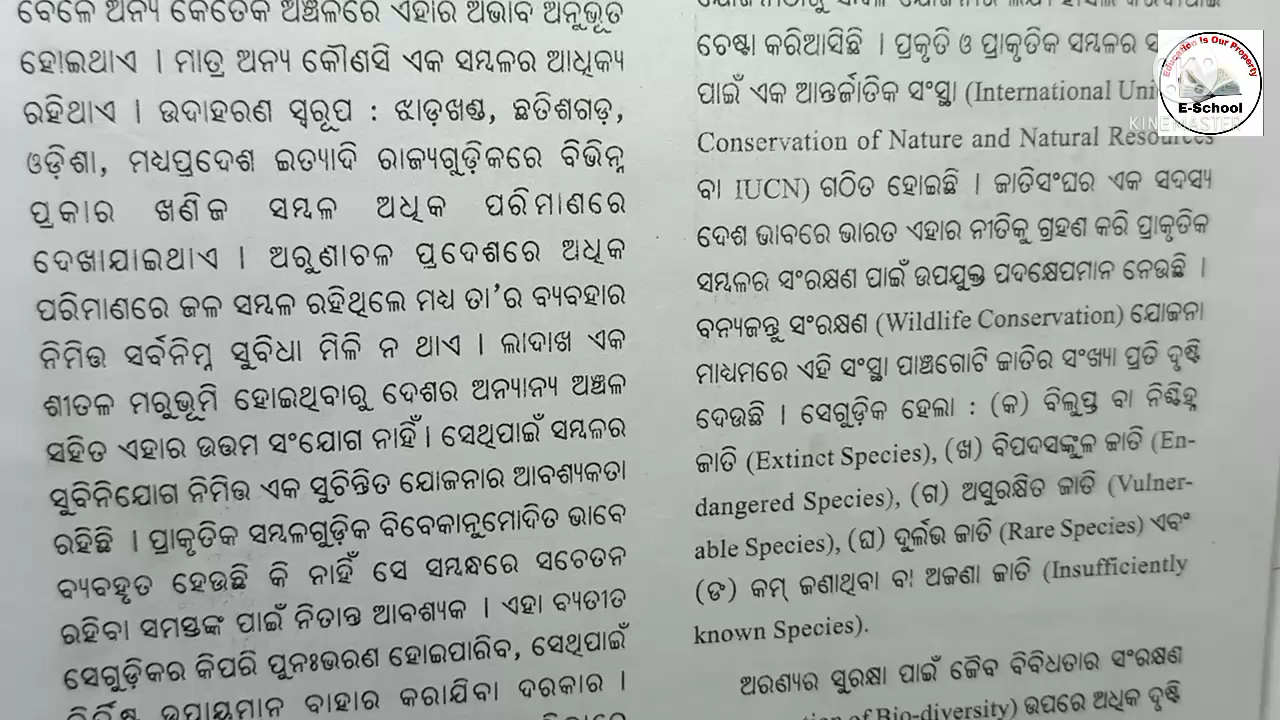 ବେଳେ ଅନ୍ୟ କେତେକ ଅଞ୍ଚଳରେ ଏହାର ଅଭାବ ଅନୁଭୂତ
ହୋଇଥାଏ । ମାତ୍ର ଅନ୍ୟ କୌଣସି ଏକ ସମ୍ବଳର ଆଧିକ୍ୟ
ରହିଥାଏ । ଉଦାହରଣ ସ୍ୱରୂପ : ଝାଡ଼ଖଣ୍ଡ, ଛତିଶଗଡ଼,
ଓଡ଼ିଶା, ମଧ୍ୟପ୍ରଦେଶ ଇତ୍ୟାଦି ରାଜ୍ୟଗୁଡ଼ିକରେ ବିଭିନ୍ନ
ପ୍ରକାର ଖଣିଜ ସମ୍ବଳ ଅଧିକ ପରିମାଣରେ
ଦେଖାଯାଇଥାଏ । ଅରୁଣାଚଳ ପ୍ରଦେଶରେ ଅଧିକ
ପରିମାଣରେ ଜଳ ସମ୍ବଳ ରହିଥିଲେ ମଧ୍ୟ ତା'ର ବ୍ୟବହାର
ନିମିତ୍ତ ସର୍ବନିମ୍ନ ସୁବିଧା ମିଳି ନ ଥାଏ । ଲାଦାଖ ଏକ
ଶୀତଳ ମରୁଭୂମି ହୋଇଥିବାରୁ ଦେଶର ଅନ୍ୟାନ୍ୟ ଅଞ୍ଚଳ
ସହିତ ଏହାର ଉତ୍ତମ ସଂଯୋଗ ନାହିଁ । ସେଥିପାଇଁ ସମ୍ବଳର
ସୁବିନିଯୋଗ ନିମିତ୍ତ ଏକ ସୁଚିନ୍ତିତ ଯୋଜନାର ଆବଶ୍ୟକତା
ରହିଛି । ପ୍ରାକୃତିକ ସମ୍ବଳଗୁଡ଼ିକ ବିବେକାନୁମୋଦିତ ଭାବେ
ବ୍ୟବହୃତ ହେଉଛି କି ନାହିଁ ସେ ସମ୍ବନ୍ଧରେ ସଚେତନ
ରହିବା ସମସ୍ତଙ୍କ ପାଇଁ ନିତାନ୍ତ ଆବଶ୍ୟକ । ଏହା ବ୍ୟତୀତ
ସେଗୁଡ଼ିକର କିପରି ପୁନଃଭରଣ ହୋଇପାରିବ, ସେଥିପାଇଁ
ନିର୍ଦ୍ଦିଷ୍ଟ ଉପାୟମାନ ବାହାର କରାଯିବା ଦରକାର ।
ଚେଷ୍ଟା କରିଆସିଛି । ପ୍ରକୃତି ଓ ପ୍ରାକୃତିକ ସମ୍ବଳର
ପାଇଁ ଏକ ଆନ୍ତର୍ଜାତିକ ସଂସ୍ଥା (International Uni
Conservation of Nature and Natural Resources
ବା IUCN) ଗଠିତ ହୋଇଛି । ଜାତିସଂଘର ଏକ ସଦସ୍ୟ
ଦେଶ ଭାବରେ ଭାରତ ଏହାର ନୀତିକୁ ଗ୍ରହଣ କରି ପ୍ରାକୃତିକ
ସମ୍ବଳର ସଂରକ୍ଷଣ ପାଇଁ ଉପଯୁକ୍ତ ପଦକ୍ଷେପମାନ ନେଉଛି ।
ବନ୍ୟଜନ୍ତୁ ସଂରକ୍ଷଣ (Wildlife Conservation) ଯୋଜନା
ମାଧ୍ୟମରେ ଏହି ସଂସ୍ଥା ପାଞ୍ଚଗୋଟି ଜାତିର ସଂଖ୍ୟା ପ୍ରତି ଦୃଷ୍ଟି
ଦେଉଛି । ସେଗୁଡ଼ିକ ହେଲା : (କ) ବିଲୁପ୍ତ ବା ନିଶ୍ଚିହ୍ନ
ଜାତି (Extinct Species), (ଖ) ବିପଦସଙ୍କୁଳ ଜାତି (En-
dangered Species), (ଗ) ଅସୁରକ୍ଷିତ ଜାତି (Vulner-
able Species), (ଘ) ଦୁର୍ଲଭ ଜାତି (Rare Species) ଏବଂ
(ଙ) କମ୍ ଜଣାଥିବା ବା ଅଜଣା ଜାତି (Insufficiently
known Species).
ଅରଣ୍ୟର ସୁରକ୍ଷା ପାଇଁ ଜୈବ ବିବିଧତାର ସଂରକ୍ଷଣ
of Bio-diversity) ଉପରେ ଅଧିକ ଦୃଷ୍ଟି
Education Is Our Property
E-School
KINEMASTER